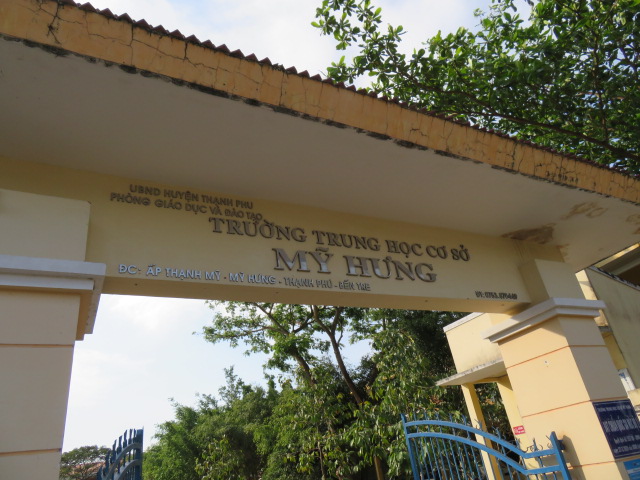 UBND HUYỆN THẠNH PHÚ
PHÒNG GIÁO DỤC VÀ ĐÀO TẠO
TRƯỜNG TRUNG HỌC CƠ SỞ
MỸ HƯNG
ĐC: ẤP THẠNH MỸ - MỸ HƯNG - THẠNH PHÚ - BẾN TRE